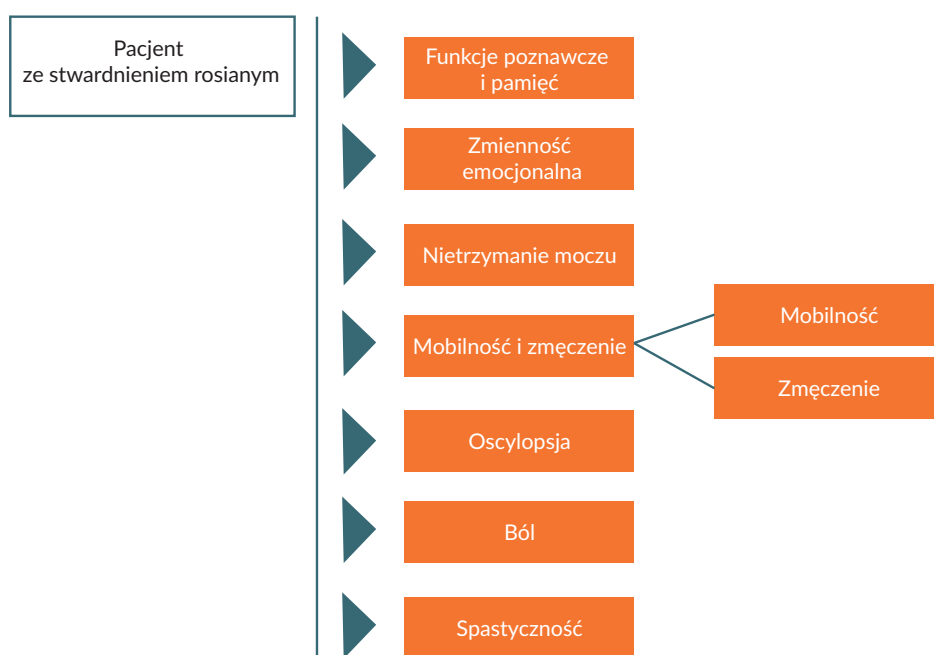 Pacjent
ze stwardnieniem rosianym
Funkcje poznawcze
i pamięć
Zmienność
emocjonalna
Nietrzymanie moczu
Mobilność i zmęczenie
Mobilność
Zmęczenie
Oscylopsja
Ból
Spastyczność